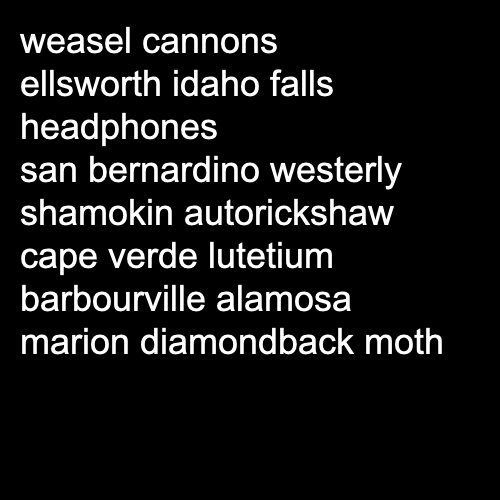 weasel cannons
ellsworth idaho falls
headphones
san bernardino westerly
shamokin autorickshaw
cape verde lutetium
barbourville alamosa
marion diamondback moth